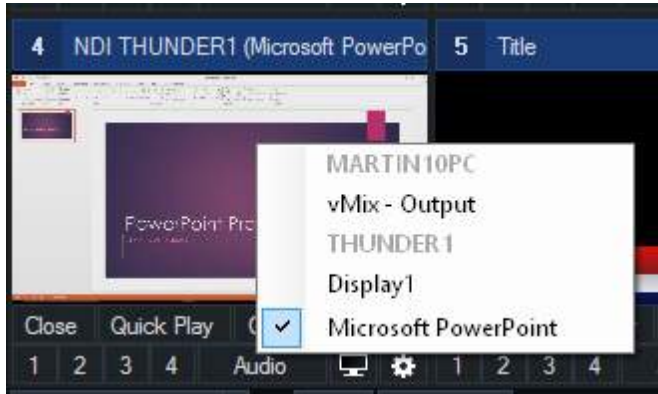 4 NDI THUNDER1 (Microsoft PowerPo
5 Title
MARTIN10PC
vMix - Output
THUNDER1
Display1
Microsoft PowerPoint
PowerPoint Pre
Close Quick Play
1 2 3 4 Audio 1 2 3 4